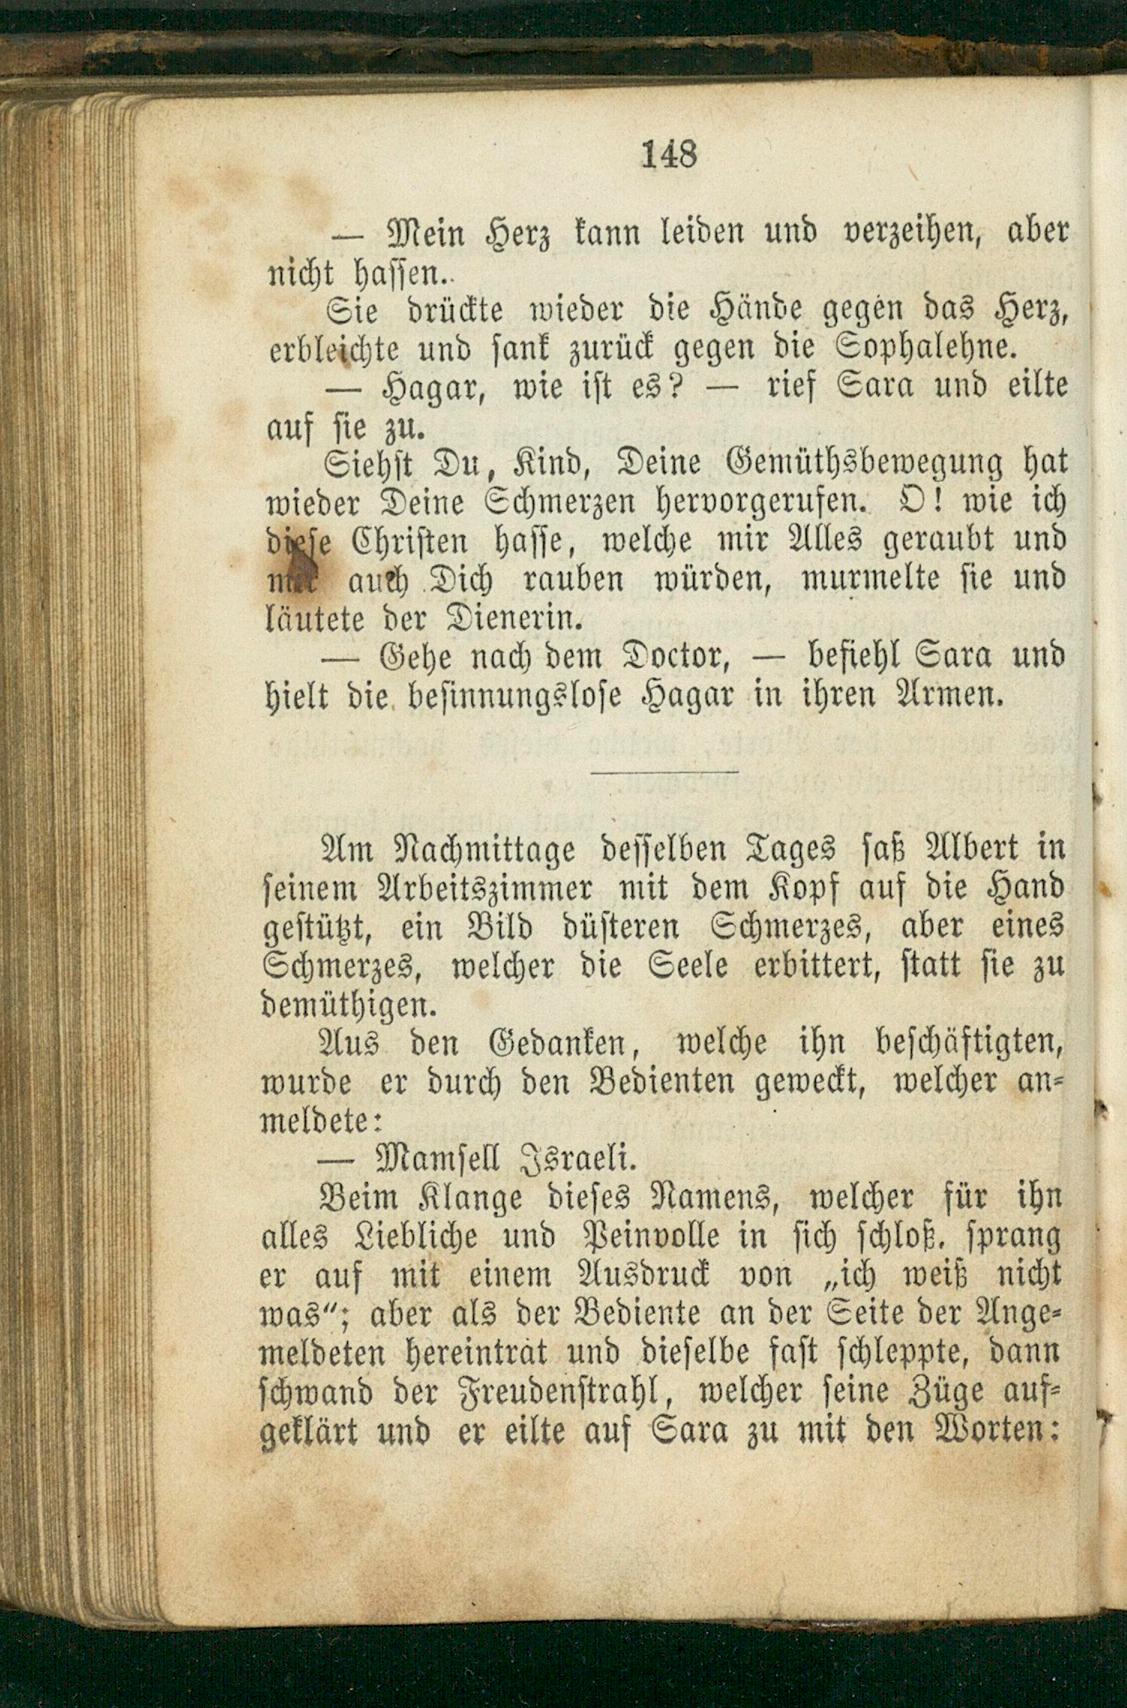 148
— Mein Herz kann leiden und verzeihen, aber
nicht hassen.
Sie drückte wieder die Hände gegen das Herz,
erbleichte und sank zurück gegen die Sophalehne.
— Hagar, wie ist es? — rief Sara und eilte
auf sie zu.
Siehst Du, Kind, Deine Gemüthsbewegung hat
wieder Deine Schmerzen hervorgerufen. O! wie ich
diese Christen hasse, welche mir Alles geraubt und
mir auch Dich rauben würden, murmelte sie und
läutete der Dienerin.
— Gehe nach dem Doctor, — befiehl Sara und
hielt die besinnungslose Hagar in ihren Armen.
Am Nachmittage desselben Tages saß Albert in
seinem Arbeitszimmer mit dem Kopf auf die Hand
gestützt, ein Bild düsteren Schmerzes, aber eines
Schmerzes, welcher die Seele erbittert, statt sie zu
demüthigen.
Aus den Gedanken, welche ihn beschäftigten,
wurde er durch den Bedienten geweckt, welcher an-
meldete:
— Mamsell Israeli.
Beim Klange dieses Namens, welcher für ihn
alles Liebliche und Peinvolle in sich schloß. sprang
er auf mit einem Ausdruck von „ich weiß nicht
was“; aber als der Bediente an der Seite der Ange-
meldeten hereintrat und dieselbe fast schleppte, dann
schwand der Freudenstrahl, welcher seine Züge auf-
geklärt und er eilte auf Sara zu mit den Worten: